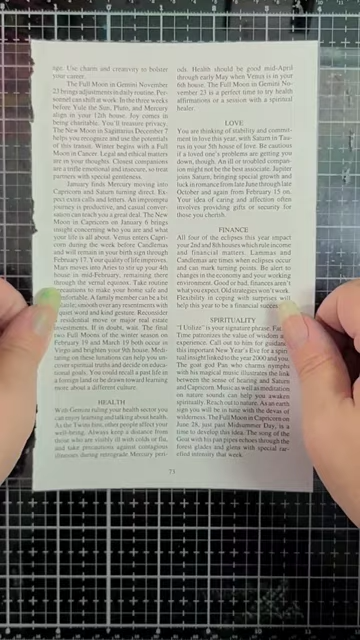 age. Use charm and creativity to bolster
your career.
The Full Moon in Gemini November
23 brings adjustments in daily routine. Per-
sonnel can shift at work. In the three weeks
before Yule the Sun, Pluto, and Mercury
align in your 12th house. Joy comes in
being charitable. You'll treasure privacy.
The New Moon in Sagittarius December 7
helps you recognize and use the potentials
of this transit. Winter begins with a Full
Moon in Cancer. Legal and ethical matters
are in your thoughts. Closest companions
are a trifle emotional and insecure, so treat
partners with special gentleness.
January finds Mercury moving into
Capricorn and Saturn turning direct. Ex-
pect extra calls and letters. An impromptu
journey is productive, and casual conver-
sation can teach you a great deal. The New
Moon in Capricorn on January 6 brings
insight concerning who you are and what
your life is all about. Venus enters Capri-
corn during the week before Candlemas
and will remain in your birth sign through
February 17. Your quality of life improves.
Mars moves into Aries to stir up your 4th
house in mid-February, remaining there
through the vernal equinox. Take routine
precautions to make your home safe and
comfortable. A family member can be a bit
; smooth over any resentments with
quiet word and kind gesture. Reconsider
residential move or major real estate
investments. If in doubt, wait. The final
two Full Moons of the winter season on
February 19 and March 19 both occur in
Virgo and brighten your 9th house. Medi-
tating on these lunations can help you un-
cover spiritual truths and decide on educa-
tional goals. You could recall a past life in
a foreign land or be drawn toward learning
more about a different culture.
HEALTH
With Gemini ruling your health sector you
can enjoy reading and talking about health.
As the Twins Sun, other people affect your
well-being. Always keep a distance from
those who are visibly ill with colds or flu,
and take precautions against contagious
illnesses during retrograde Mercury peri-
ods. Health should be good mid-April
through early May when Venus is in your
6th house. The Full Moon in Gemini No-
vember 23 is a perfect time to try health
affirmations or a session with a spiritual
healer.
LOVE
You are thinking of stability and commit-
ment in love this year, with Saturn in Tau-
rus in your 5th house of love. Be cautious
if a loved one's problems are getting you
down, though. An ill or troubled compan-
ion might not be the best associate. Jupiter
joins Saturn, bringing special growth and
luck in romance from late June through late
October and again from February 15 on.
Your idea of caring and affection often
involves providing gifts or security for
those you cherish.
FINANCE
All four of the eclipses this year impact
your 2nd and 8th houses which rule income
and financial matters. Lammas and
Candlemas are times when eclipses occur
and can mark turning points. Be alert to
changes in the economy and your working
environment. Good or bad, finances aren't
what you expect. Old strategies won't work.
Flexibility in coping with surprises will
help this year to be a financial success.
SPIRITUALITY
"I Utilize" is your signature phrase. Fa
Time patronizes the value of wisdom a
experience. Call out to him for guidan
this important New Year's Eve for a spiri-
tual insight linked to the year 2000 and you.
The goat god Pan who charms nymphs
with his magical music illustrates the link
between the sense of hearing and Saturn
and Capricorn. Music as well as meditation
on nature sounds can help you awaken
spiritually. Reach out to nature. As an earth
sign you will be in tune with the devas of
wilderness. The Full Moon in Capricorn on
June 28, just past Midsummer Day, is a
time to develop this idea. The song of the
Goat with his pan pipes echoes through the
forest glades and glens with special rar-
efied intensity that week.
73